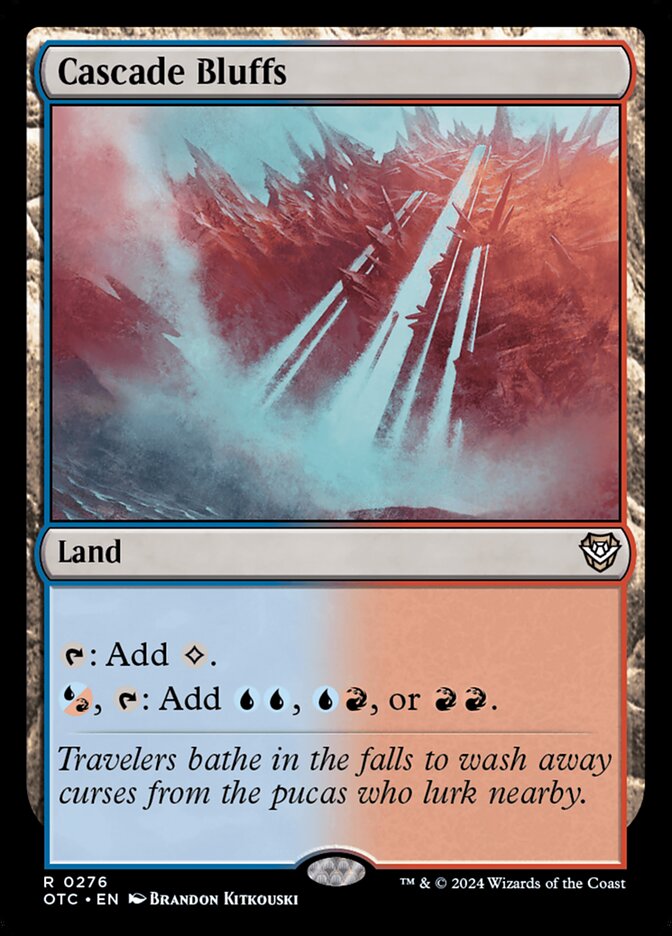 Cascade Bluffs
Land
: Add .
, : Add , , or .
Travelers bathe in the falls to wash away
curses from the pucas who lurk nearby.
R 0276
OTC • EN Brandon Kitkouski
™ & © 2024 Wizards of the Coast